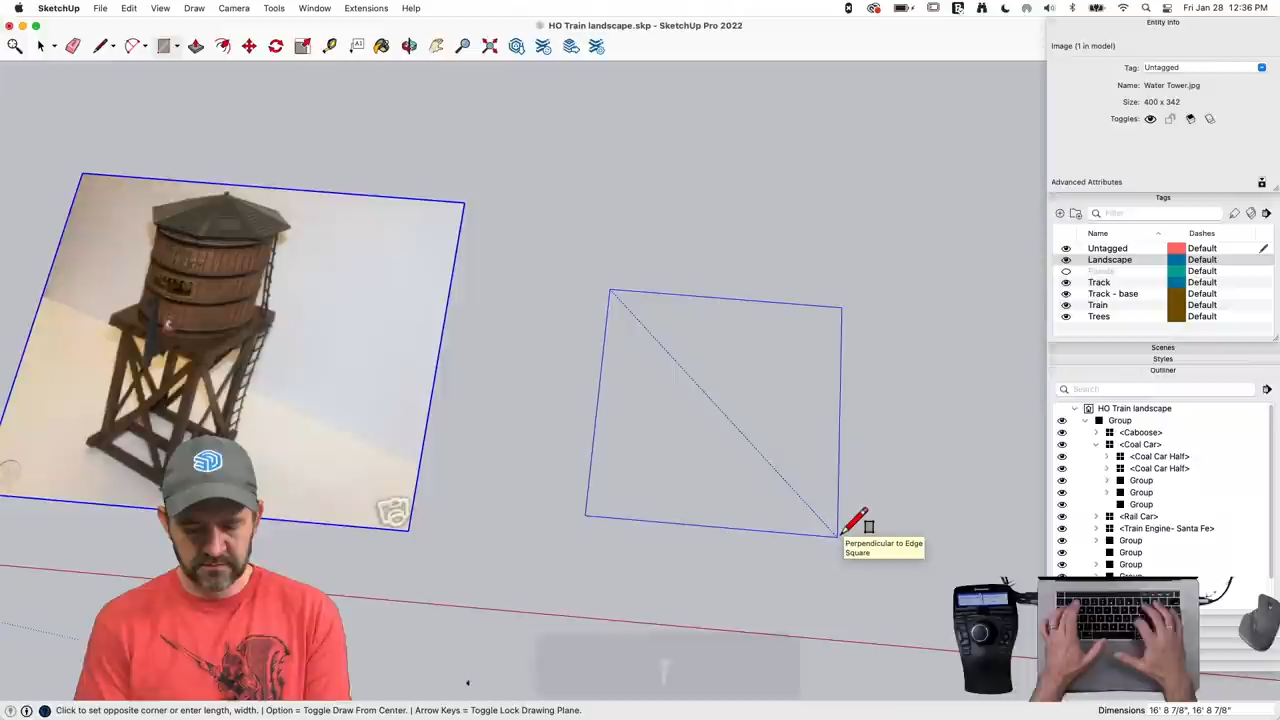 SketchUp File Edit View Draw Camera Tools Window Extensions Help Fri Jan 28 12:36 PM
HO Train landscape.skp - SketchUp Pro 2022
Entity Info
Image (1 in model)
Tag: Untagged
Name: Water Tower.jpg
Size: 400 x 342
Toggles:
Advanced Attributes
Tags
Filter
Name Dashes
Untagged Default
Landscape Default
Default
Track Default
Track - base Default
Train Default
Trees Default
Scenes
Styles
Outliner
Search
HO Train landscape
Group
<Caboose>
<Coal Car>
<Coal Car Half>
<Coal Car Half>
Group
Group
Group
<Rail Car>
<Train Engine- Santa Fe>
Group
Group
Group
Group
Perpendicular to Edge
Square
Click to set opposite corner or enter length, width. | Option = Toggle Draw From Center. | Arrow Keys = Toggle Lock Drawing Plane.
Dimensions 16' 8 7/8", 16' 8 7/8"